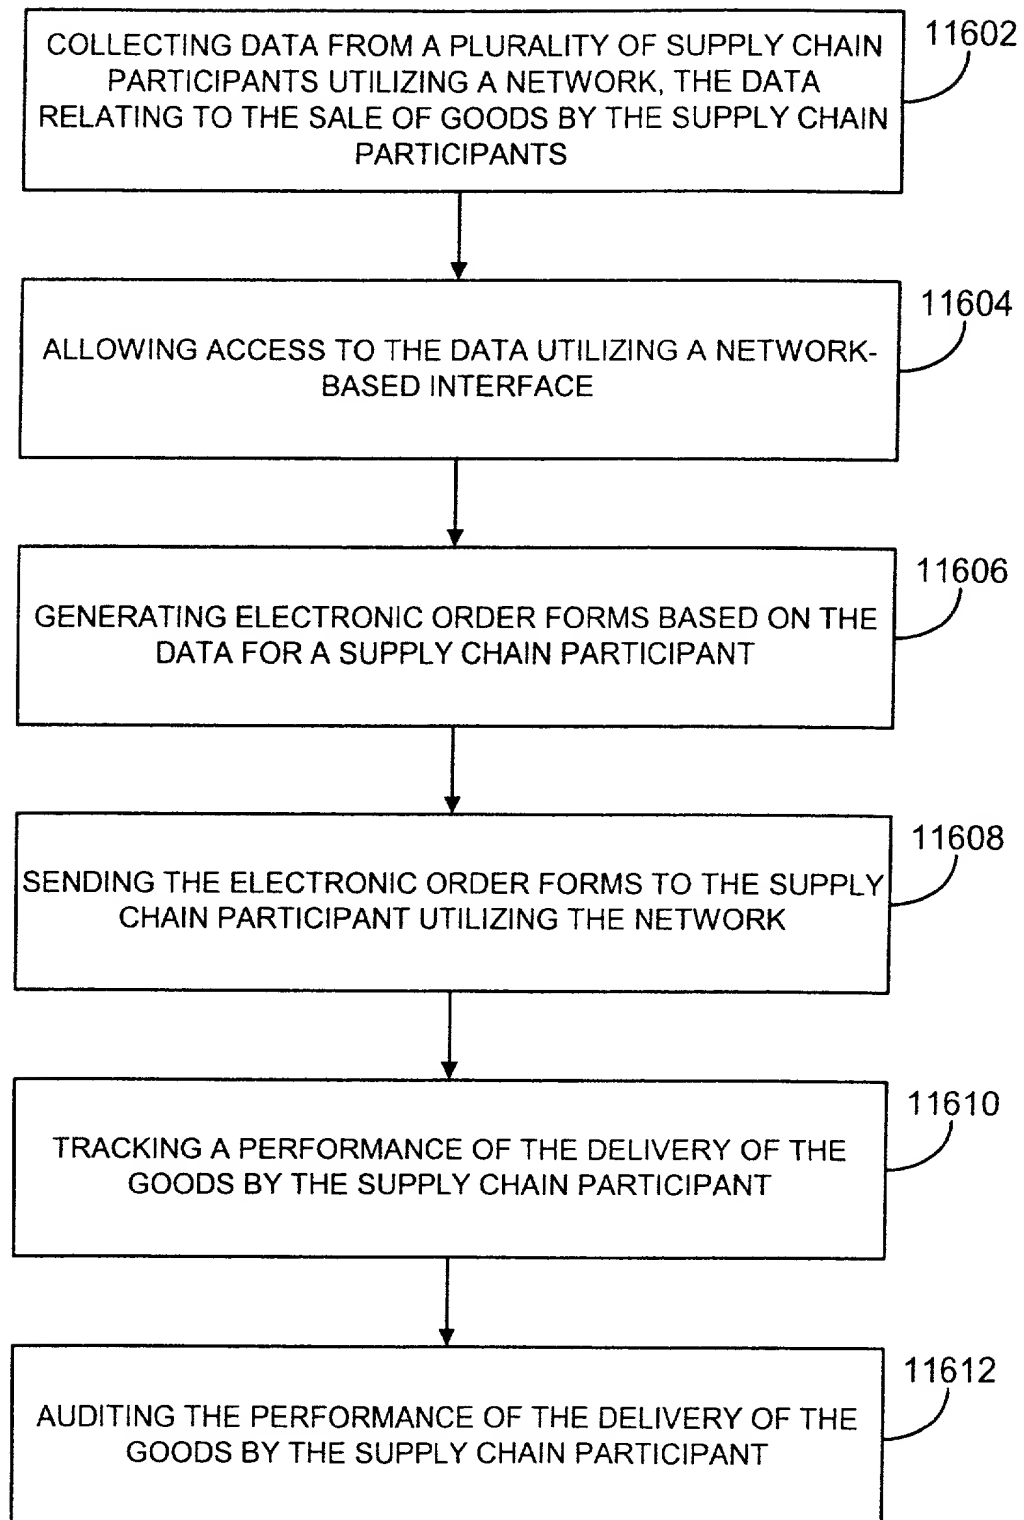 COLLECTING DATA FROM A PLURALITY OF SUPPLY CHAIN
PARTICIPANTS UTILIZING A NETWORK, THE DATA
RELATING TO THE SALE OF GOODS BY THE SUPPLY CHAIN
PARTICIPANTS
11602
ALLOWING ACCESS TO THE DATA UTILIZING A NETWORK-
BASED INTERFACE
11604
GENERATING ELECTRONIC ORDER FORMS BASED ON THE
DATA FOR A SUPPLY CHAIN PARTICIPANT
11606
SENDING THE ELECTRONIC ORDER FORMS TO THE SUPPLY
CHAIN PARTICIPANT UTILIZING THE NETWORK
11608
TRACKING A PERFORMANCE OF THE DELIVERY OF THE
GOODS BY THE SUPPLY CHAIN PARTICIPANT
11610
AUDITING THE PERFORMANCE OF THE DELIVERY OF THE
GOODS BY THE SUPPLY CHAIN PARTICIPANT
11612